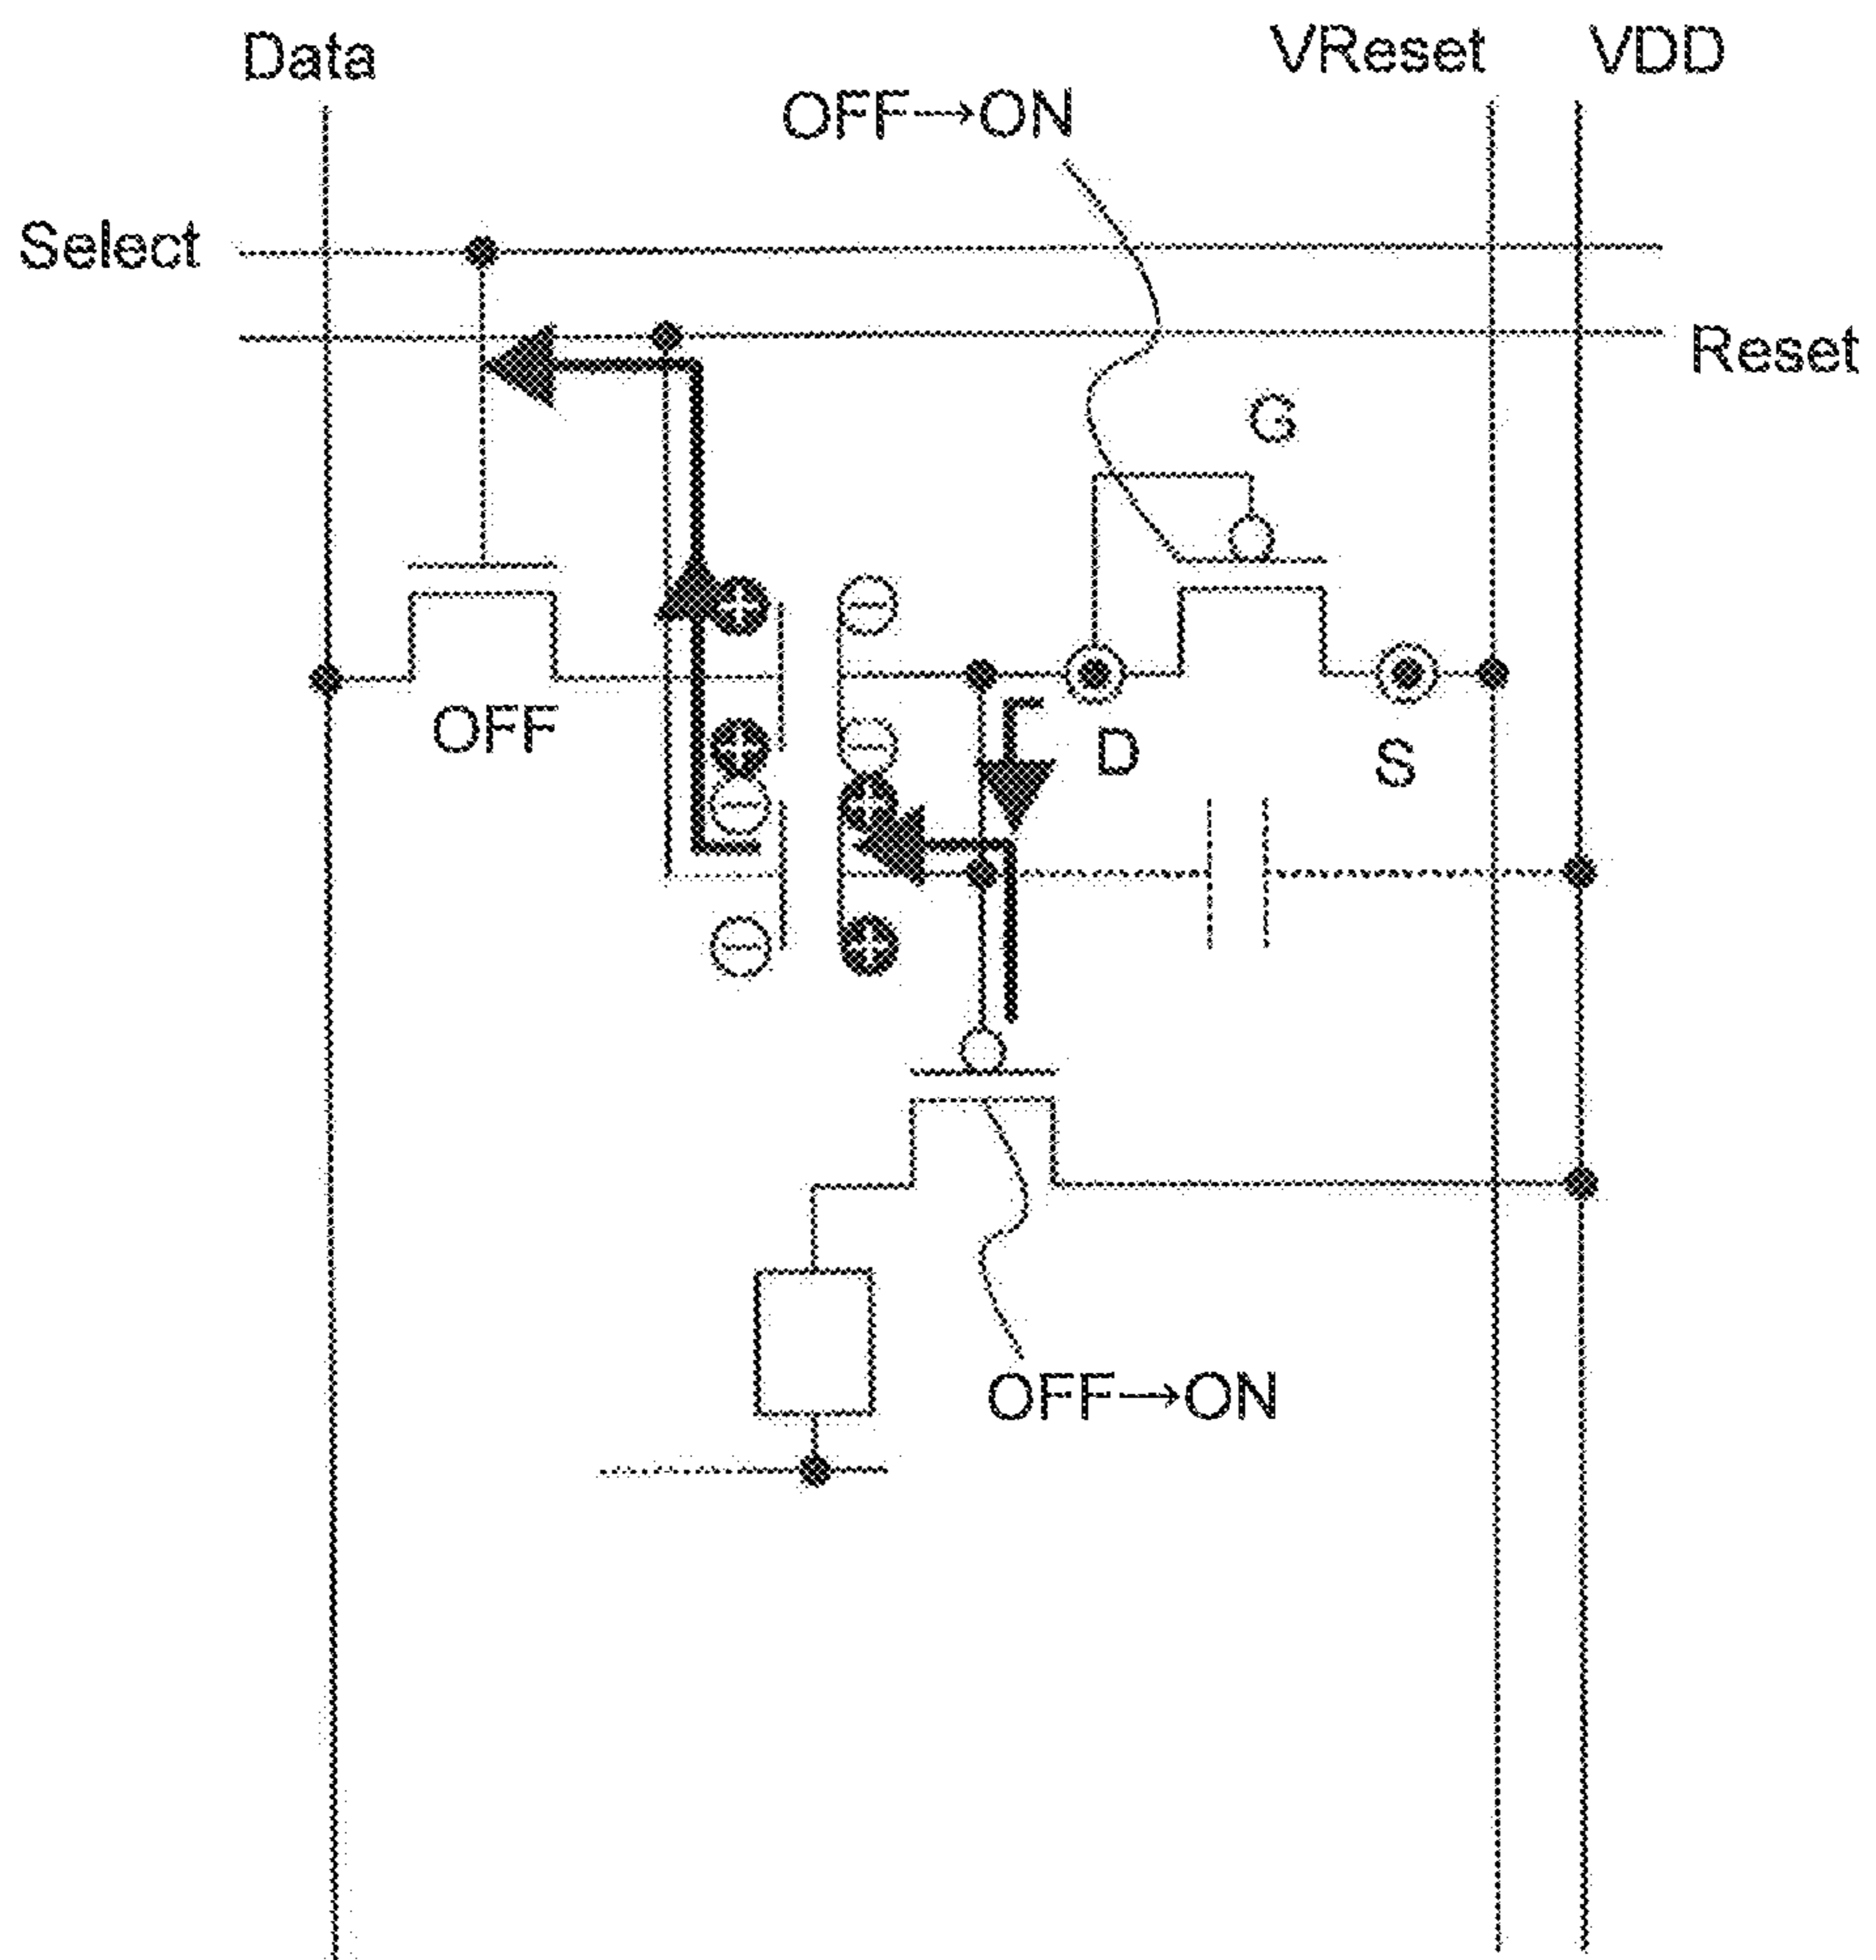 Data
VReset
VDD
OFF→ON
Select
Reset
G
OFF
D
S
OFF→ON